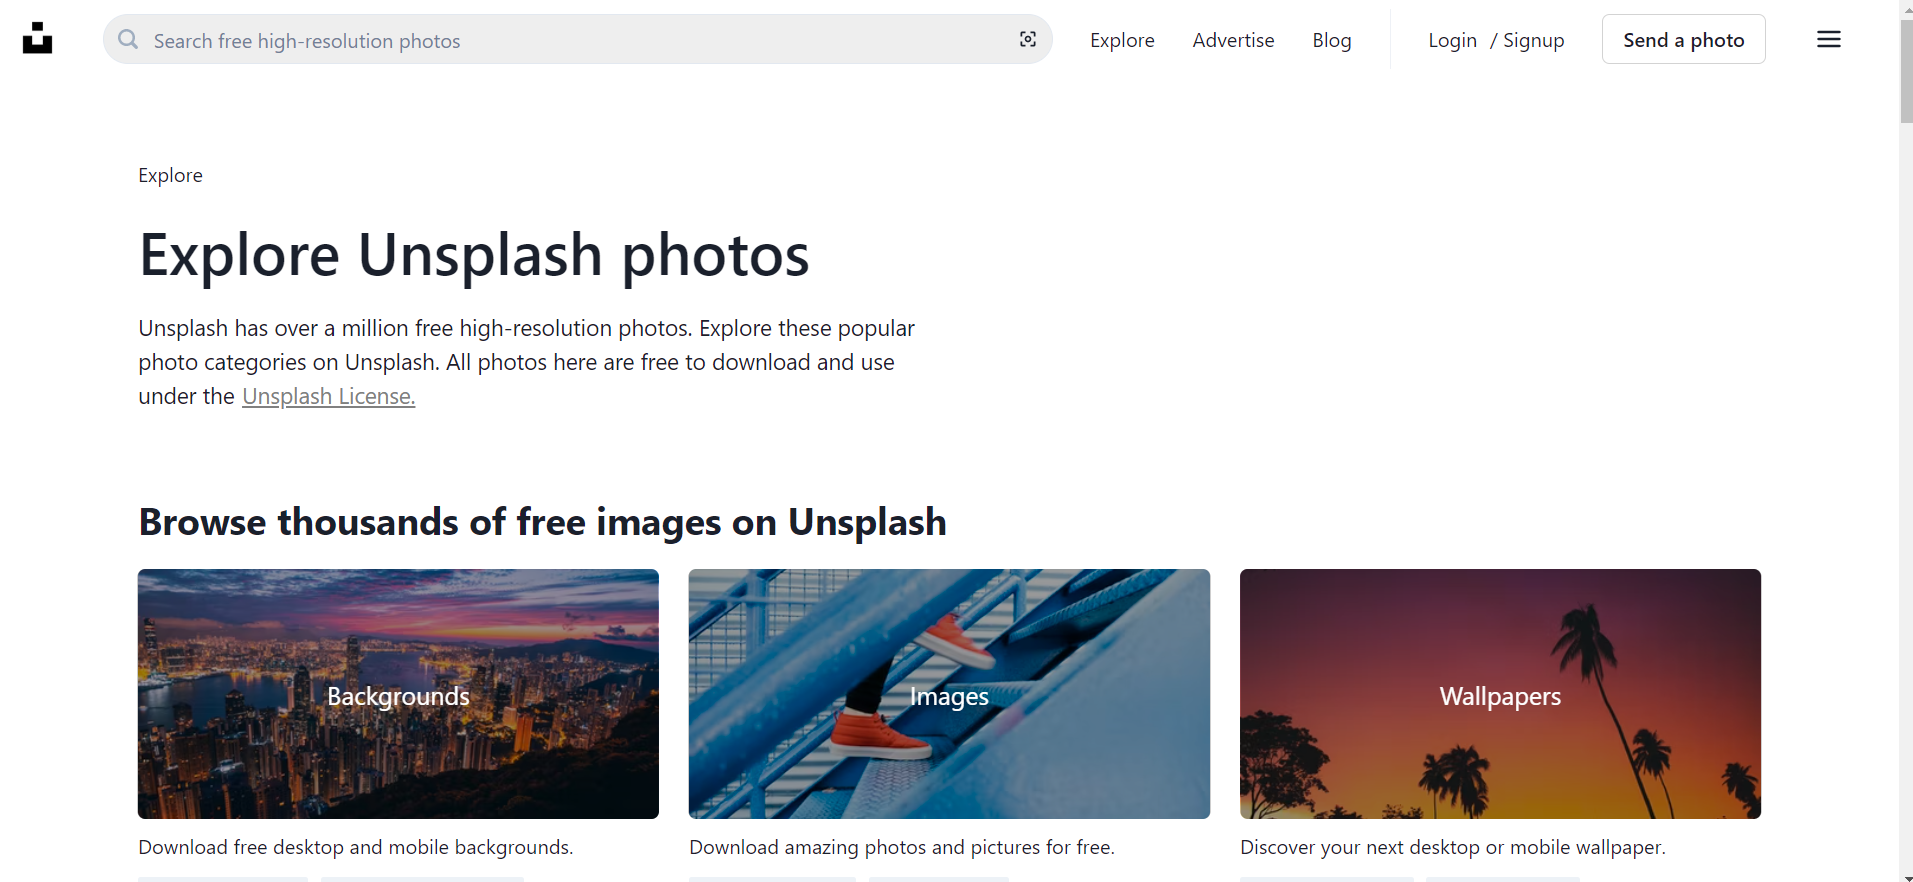 Search free high-resolution photos
Explore
Advertise
Blog
Login / Signup
Send a photo
Explore
Explore Unsplash photos
Unsplash has over a million free high-resolution photos. Explore these popular
photo categories on Unsplash. All photos here are free to download and use
under the Unsplash License.
Browse thousands of free images on Unsplash
Backgrounds
Images
Wallpapers
Download free desktop and mobile backgrounds.
Download amazing photos and pictures for free.
Discover your next desktop or mobile wallpaper.